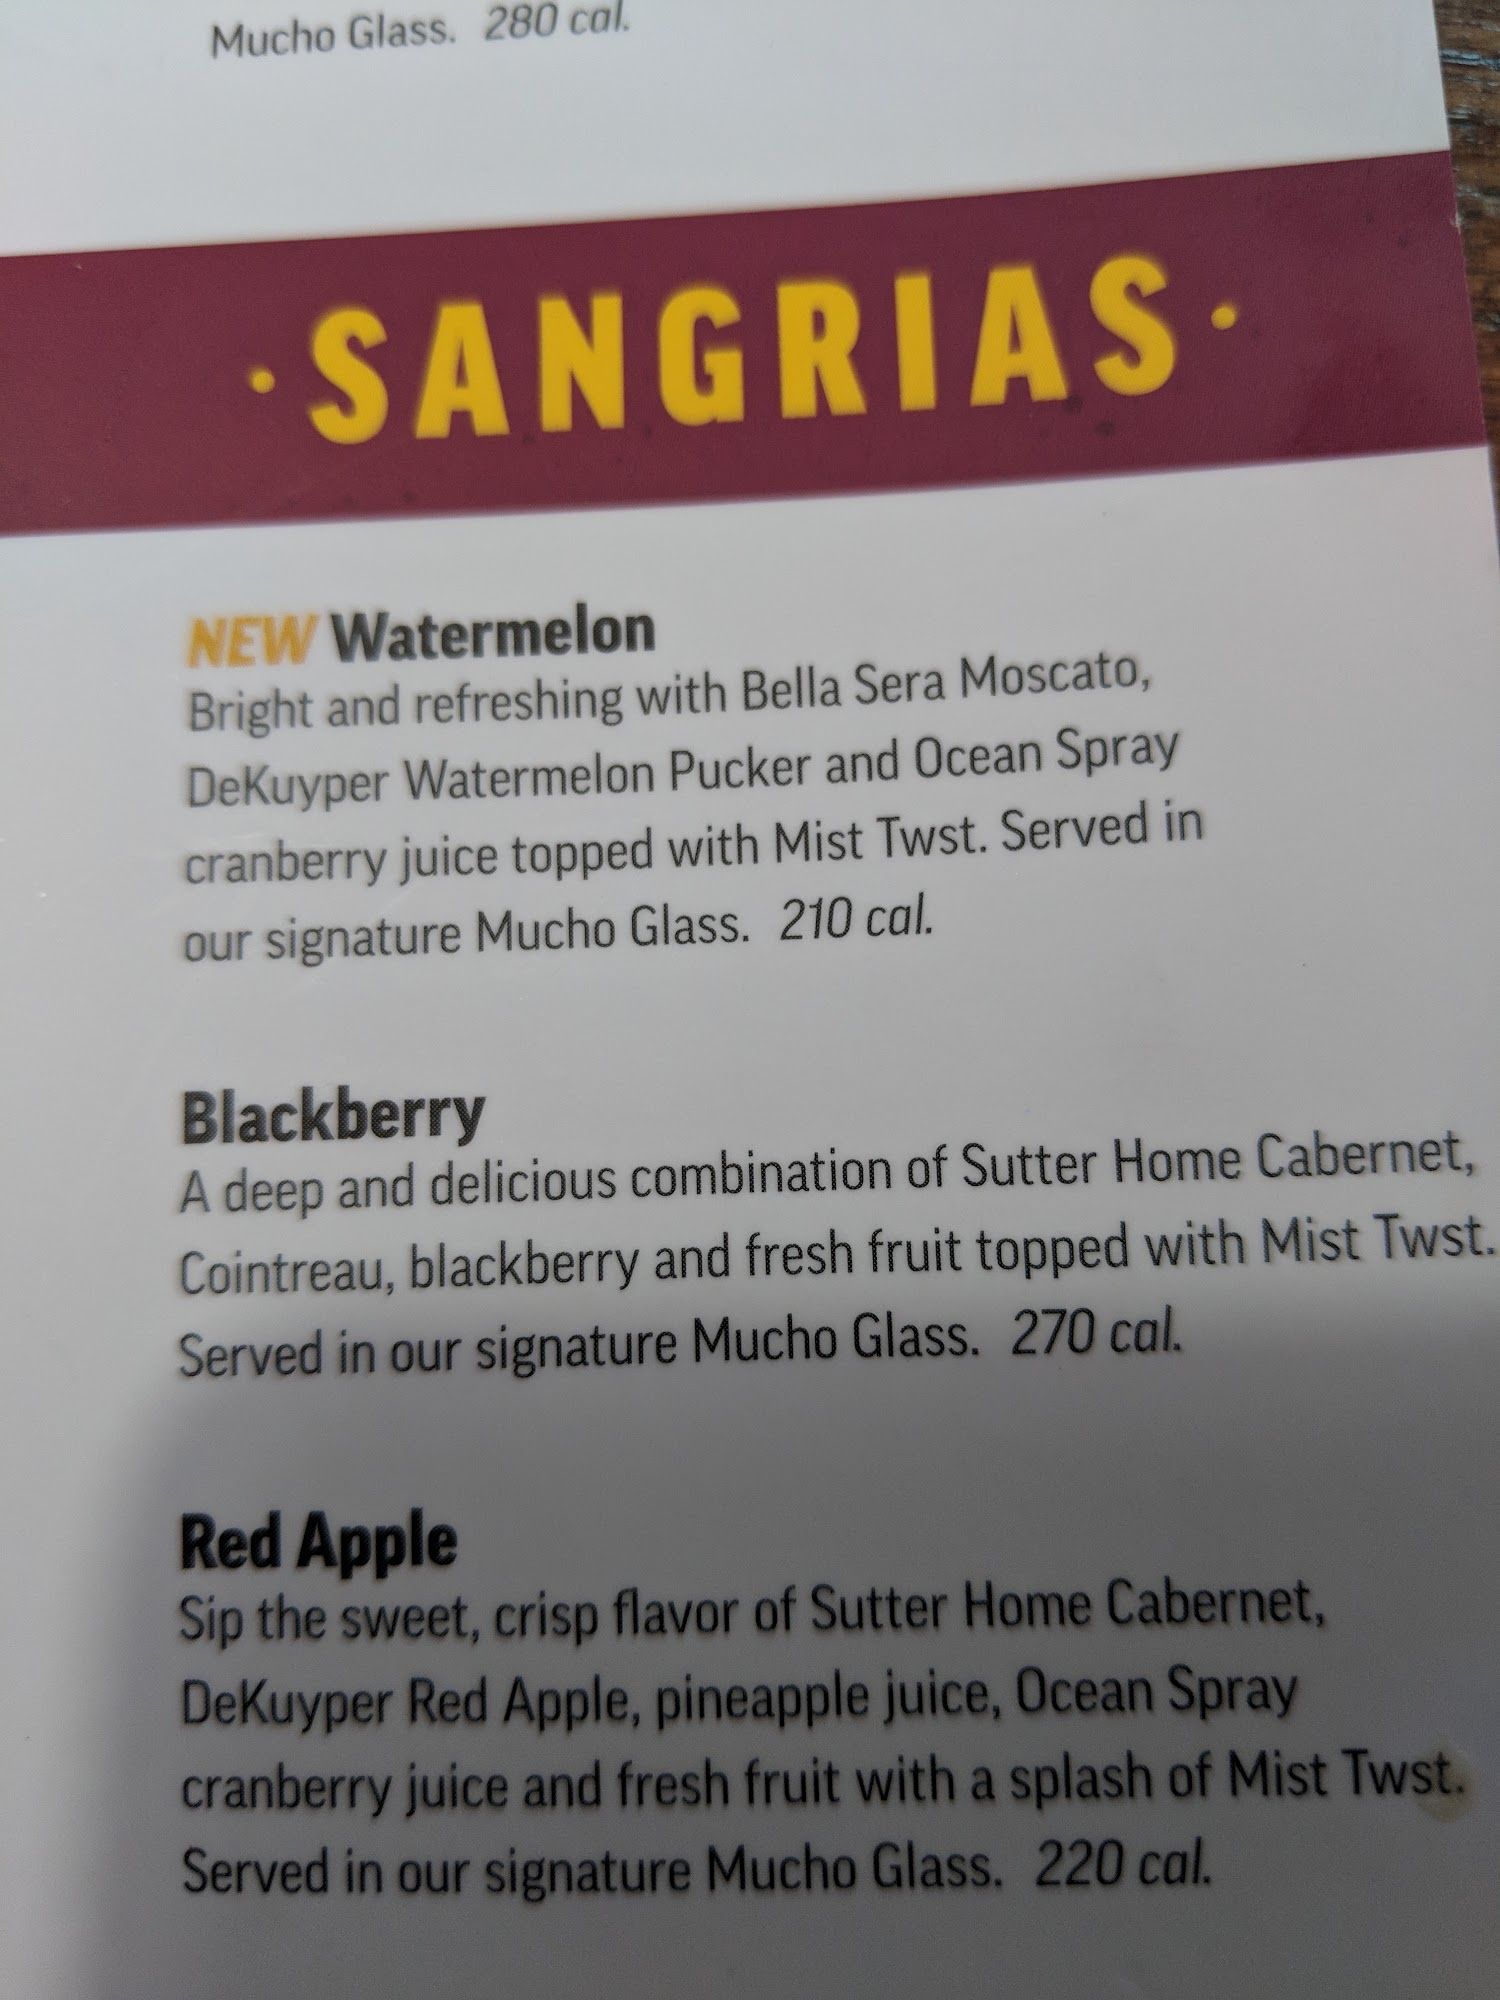 Mucho Glass. 280 cal.
· SANGRIAS ·
NEW Watermelon
Bright and refreshing with Bella Sera Moscato,
DeKuyper Watermelon Pucker and Ocean Spray
cranberry juice topped with Mist Twst. Served in
our signature Mucho Glass. 210 cal.
Blackberry
A deep and delicious combination of Sutter Home Cabernet,
Cointreau, blackberry and fresh fruit topped with Mist Twst.
Served in our signature Mucho Glass. 270 cal.
Red Apple
Sip the sweet, crisp flavor of Sutter Home Cabernet,
DeKuyper Red Apple, pineapple juice, Ocean Spray
cranberry juice and fresh fruit with a splash of Mist Twst.
Served in our signature Mucho Glass. 220 cal.